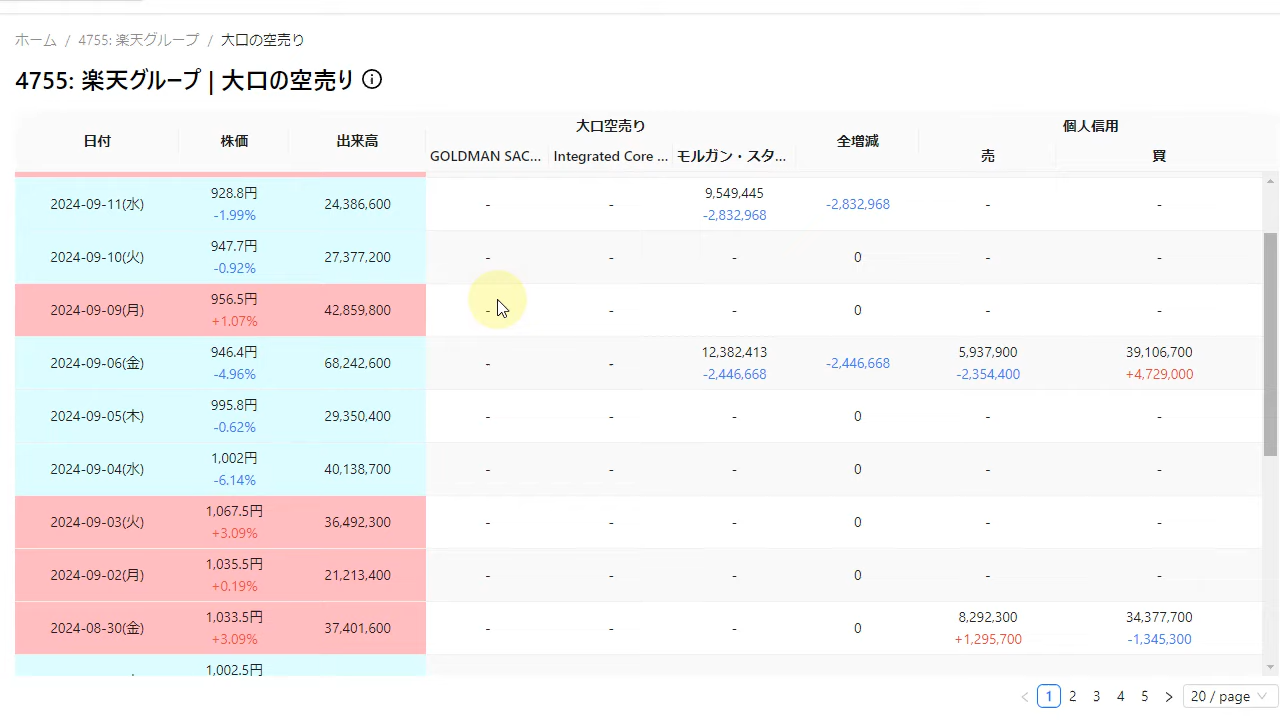 ホーム / 4755: 楽天グループ / 大口の空売り
4755: 楽天グループ | 大口の空売り
日付 株価 出来高 大口空売り 全増減 個人信用
GOLDMAN SAC... Integrated Core ... モルガン・スタ... 売 買
2024-09-11(水) 928.8円 -1.99% 24,386,600 - - 9,549,445 -2,832,968 -2,832,968 - -
2024-09-10(火) 947.7円 -0.92% 27,377,200 - - - 0 - -
2024-09-09(月) 956.5円 +1.07% 42,859,800 - - - 0 - -
2024-09-06(金) 946.4円 -4.96% 68,242,600 - - 12,382,413 -2,446,668 -2,446,668 5,937,900 -2,354,400 39,106,700 +4,729,000
2024-09-05(木) 995.8円 -0.62% 29,350,400 - - - 0 - -
2024-09-04(水) 1,002円 -6.14% 40,138,700 - - - 0 - -
2024-09-03(火) 1,067.5円 +3.09% 36,492,300 - - - 0 - -
2024-09-02(月) 1,035.5円 +0.19% 21,213,400 - - - 0 - -
2024-08-30(金) 1,033.5円 +3.09% 37,401,600 - - - 0 8,292,300 +1,295,700 34,377,700 -1,345,300
1,002.5円
< 1 2 3 4 5 > 20 / page